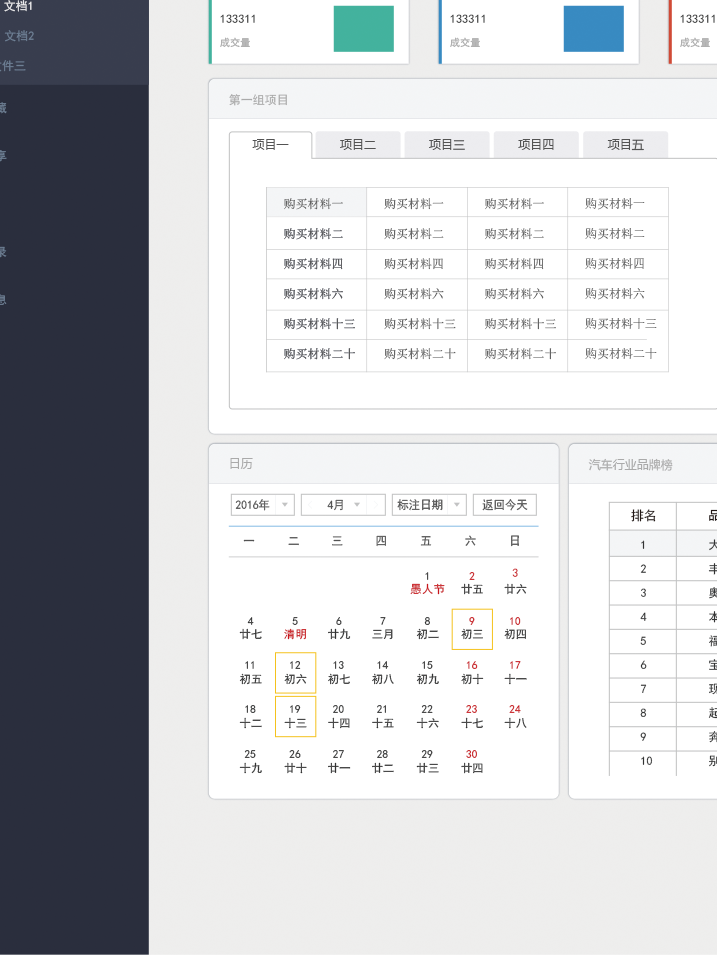 文档1
文档2
件三
藏
享
录
息
133311
成交量
133311
成交量
133311
成交量
第一组项目
项目一 项目二 项目三 项目四 项目五
购买材料一 购买材料一 购买材料一 购买材料一
购买材料二 购买材料二 购买材料二 购买材料二
购买材料四 购买材料四 购买材料四 购买材料四
购买材料六 购买材料六 购买材料六 购买材料六
购买材料十三 购买材料十三 购买材料十三 购买材料十三
购买材料二十 购买材料二十 购买材料二十 购买材料二十
日历
2016年 4月 标注日期 返回今天
一 二 三 四 五 六 日
1 2 3
愚人节 廿五 廿六
4 5 6 7 8 9 10
廿七 清明 廿九 三月 初二 初三 初四
11 12 13 14 15 16 17
初五 初六 初七 初八 初九 初十 十一
18 19 20 21 22 23 24
十二 十三 十四 十五 十六 十七 十八
25 26 27 28 29 30
十九 廿十 廿一 廿二 廿三 廿四
汽车行业品牌榜
排名 品
1 大
2 丰
3 奥
4 本
5 福
6 宝
7 现
8 起
9 奔
10 别